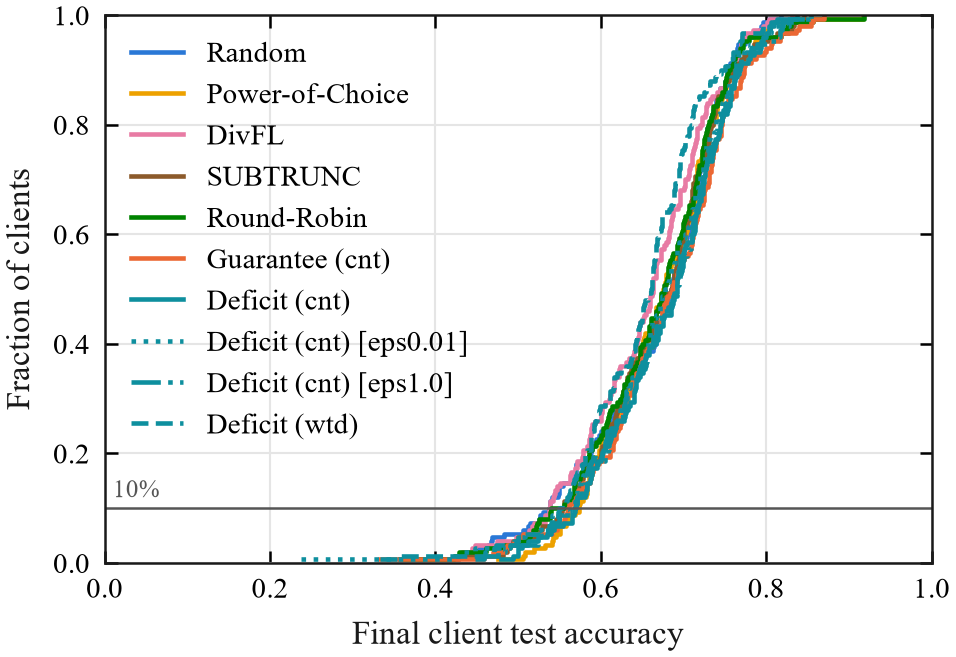 1.0
0.8
0.6
0.4
0.2
0.0
Fraction of clients
Random
Power-of-Choice
DivFL
SUBTRUNC
Round-Robin
Guarantee (cnt)
Deficit (cnt)
Deficit (cnt) [eps0.01]
Deficit (cnt) [eps1.0]
Deficit (wtd)
10%
0.0 0.2 0.4 0.6 0.8 1.0
Final client test accuracy